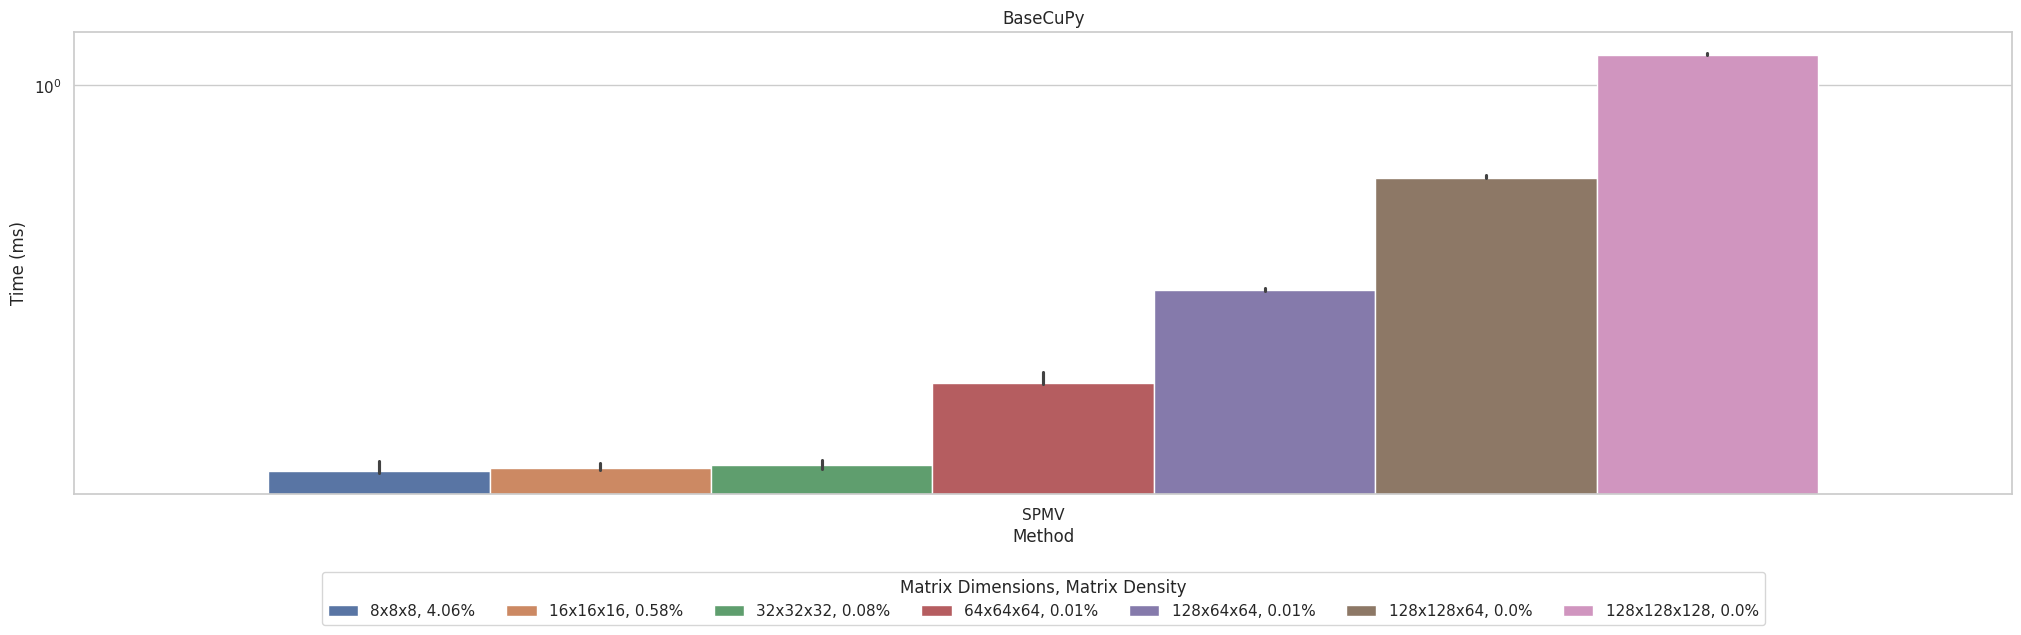 BaseCuPy
10⁰
Time (ms)
SPMV
Method
Matrix Dimensions, Matrix Density
8x8x8, 4.06% 16x16x16, 0.58% 32x32x32, 0.08% 64x64x64, 0.01% 128x64x64, 0.01% 128x128x64, 0.0% 128x128x128, 0.0%